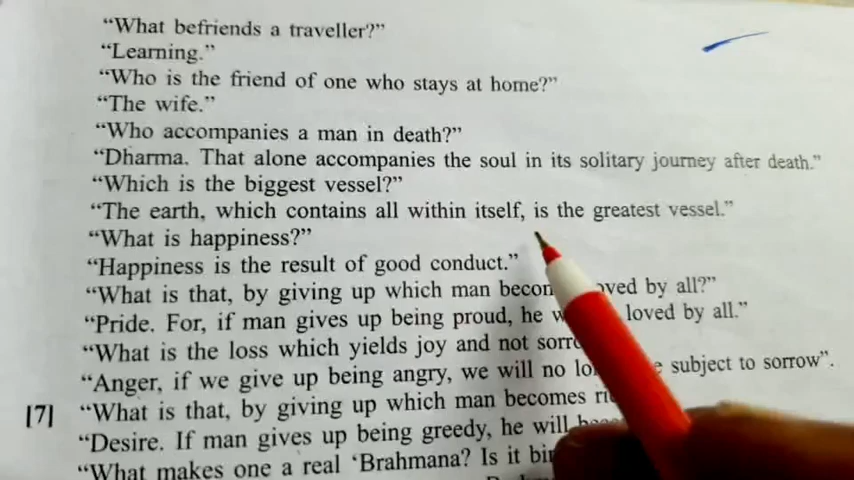 “What befriends a traveller?”
“Learning.”
“Who is the friend of one who stays at home?”
“The wife.”
“Who accompanies a man in death?”
“Dharma. That alone accompanies the soul in its solitary journey after death.”
“Which is the biggest vessel?”
“The earth, which contains all within itself, is the greatest vessel.”
“What is happiness?”
“Happiness is the result of good conduct.”
“What is that, by giving up which man by all?”
“Pride. For, if man gives up being proud, he loved by all.”
“What is the loss which yields joy and not
“Anger, if we give up being angry, we will no subject to sorrow”.
[7] “What is that, by giving up which man becomes
“Desire. If man gives up being greedy, he will
“What makes one a real ‘Brahmana? Is it